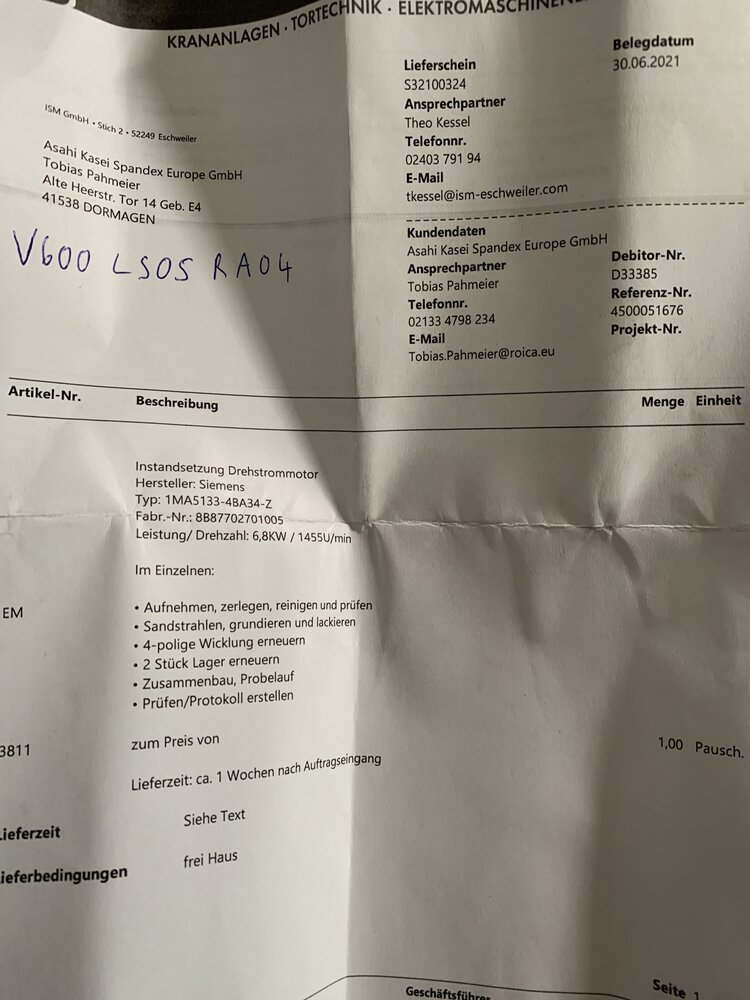 KRANANLAGEN · TORTECHNIK ·
Lieferschein
S32100324
Ansprechpartner
Theo Kessel
Telefonnr.
02403 791 94
E-Mail
tkessel@ism-eschweiler.com
Belegdatum
30.06.2021
ISM GmbH • Stich 2 • 52249 Eschweiler
Asahi Kasei Spandex Europe GmbH
Tobias Pahmeier
Alte Heerstr. Tor 14 Geb. E4
41538 DORMAGEN
V600 LS05 RA04
Kundendaten
Asahi Kasei Spandex Europe GmbH
Ansprechpartner
Tobias Pahmeier
Telefonnr.
02133 4798 234
E-Mail
Tobias.Pahmeier@roica.eu
Debitor-Nr.
D33385
Referenz-Nr.
4500051676
Projekt-Nr.
Artikel-Nr. Beschreibung Menge Einheit
Instandsetzung Drehstrommotor
Hersteller: Siemens
Typ: 1MA5133-4BA34-Z
Fabr.-Nr.: 8B87702701005
Leistung/ Drehzahl: 6,8KW / 1455U/min
Im Einzelnen:
EM • Aufnehmen, zerlegen, reinigen und prüfen
• Sandstrahlen, grundieren und lackieren
• 4-polige Wicklung erneuern
• 2 Stück Lager erneuern
• Zusammenbau, Probelauf
• Prüfen/Protokoll erstellen
3811 zum Preis von 1,00 Pausch.
Lieferzeit: ca. 1 Wochen nach Auftragseingang
ieferzeit Siehe Text
ieferbedingungen frei Haus
Geschäftsführer Seite 1